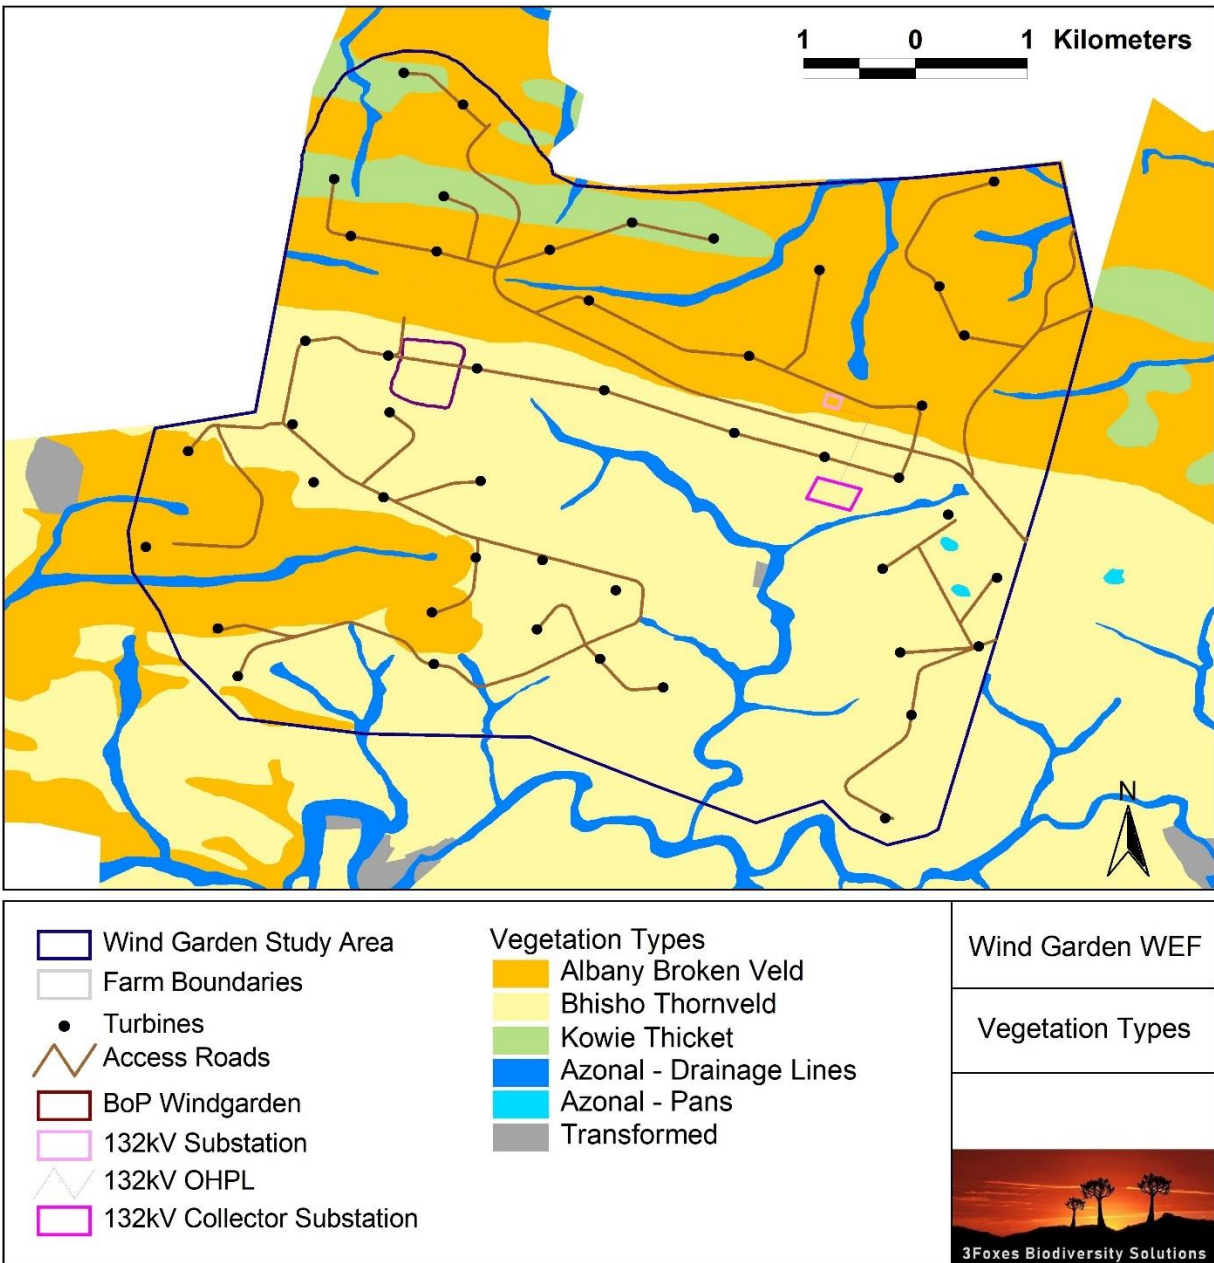 1 0 1 Kilometers
N
Wind Garden Study Area
Farm Boundaries
Turbines
Access Roads
BoP Windgarden
132kV Substation
132kV OHPL
132kV Collector Substation
Vegetation Types
Albany Broken Veld
Bhisho Thornveld
Kowie Thicket
Azonal - Drainage Lines
Azonal - Pans
Transformed
Wind Garden WEF
Vegetation Types
3Foxes Biodiversity Solutions